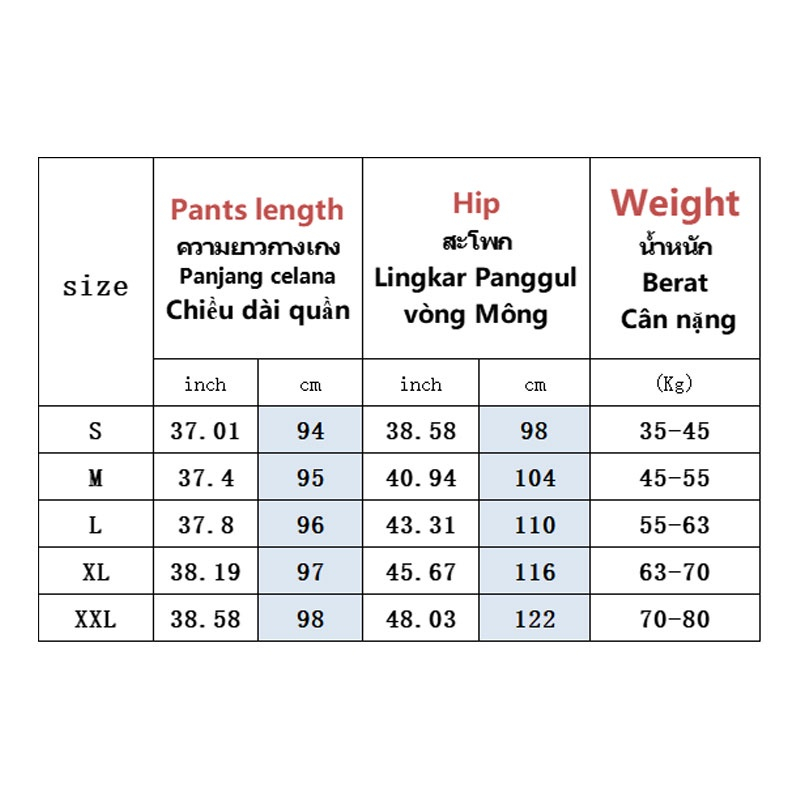 size
Pants length
ความยาวกางเกง
Panjang celana
Chiều dài quần
Hip
สะโพก
Lingkar Panggul
vòng Mông
Weight
น้ำหนัก
Berat
Cân nặng
inch cm inch cm (Kg)
S 37.01 94 38.58 98 35-45
M 37.4 95 40.94 104 45-55
L 37.8 96 43.31 110 55-63
XL 38.19 97 45.67 116 63-70
XXL 38.58 98 48.03 122 70-80